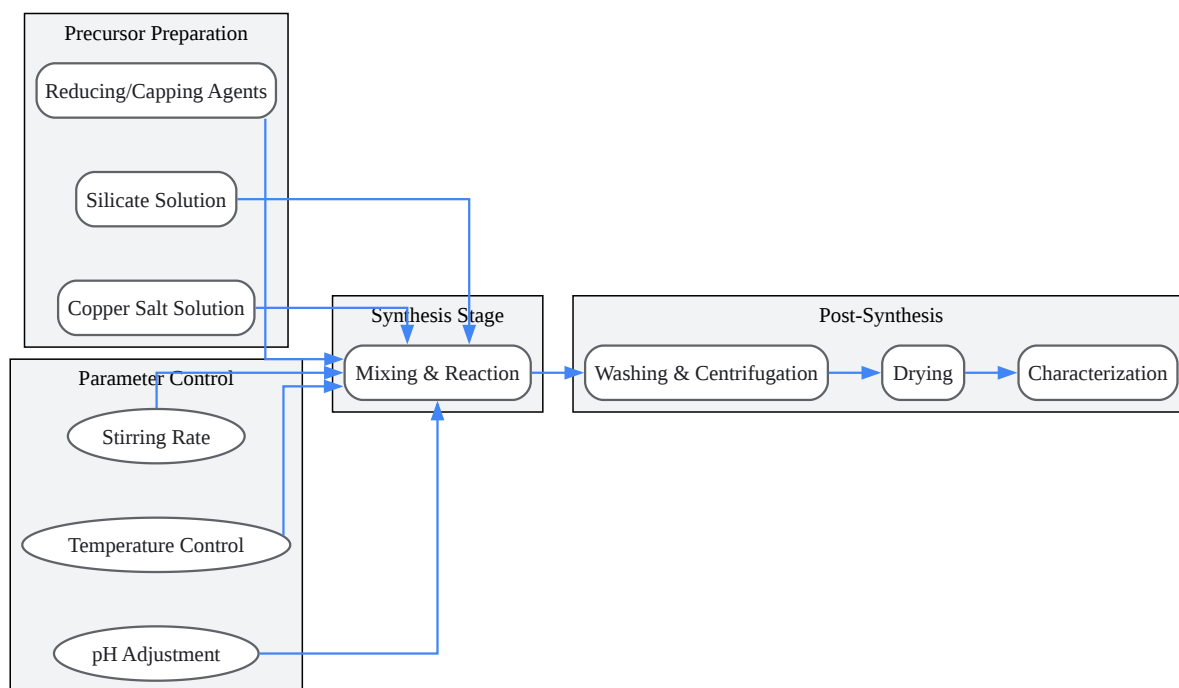 Precursor Preparation
Reducing/Capping Agents
Silicate Solution
Copper Salt Solution
Parameter Control
Stirring Rate
Temperature Control
pH Adjustment
Synthesis Stage
Mixing & Reaction
Post-Synthesis
Washing & Centrifugation
Drying
Characterization